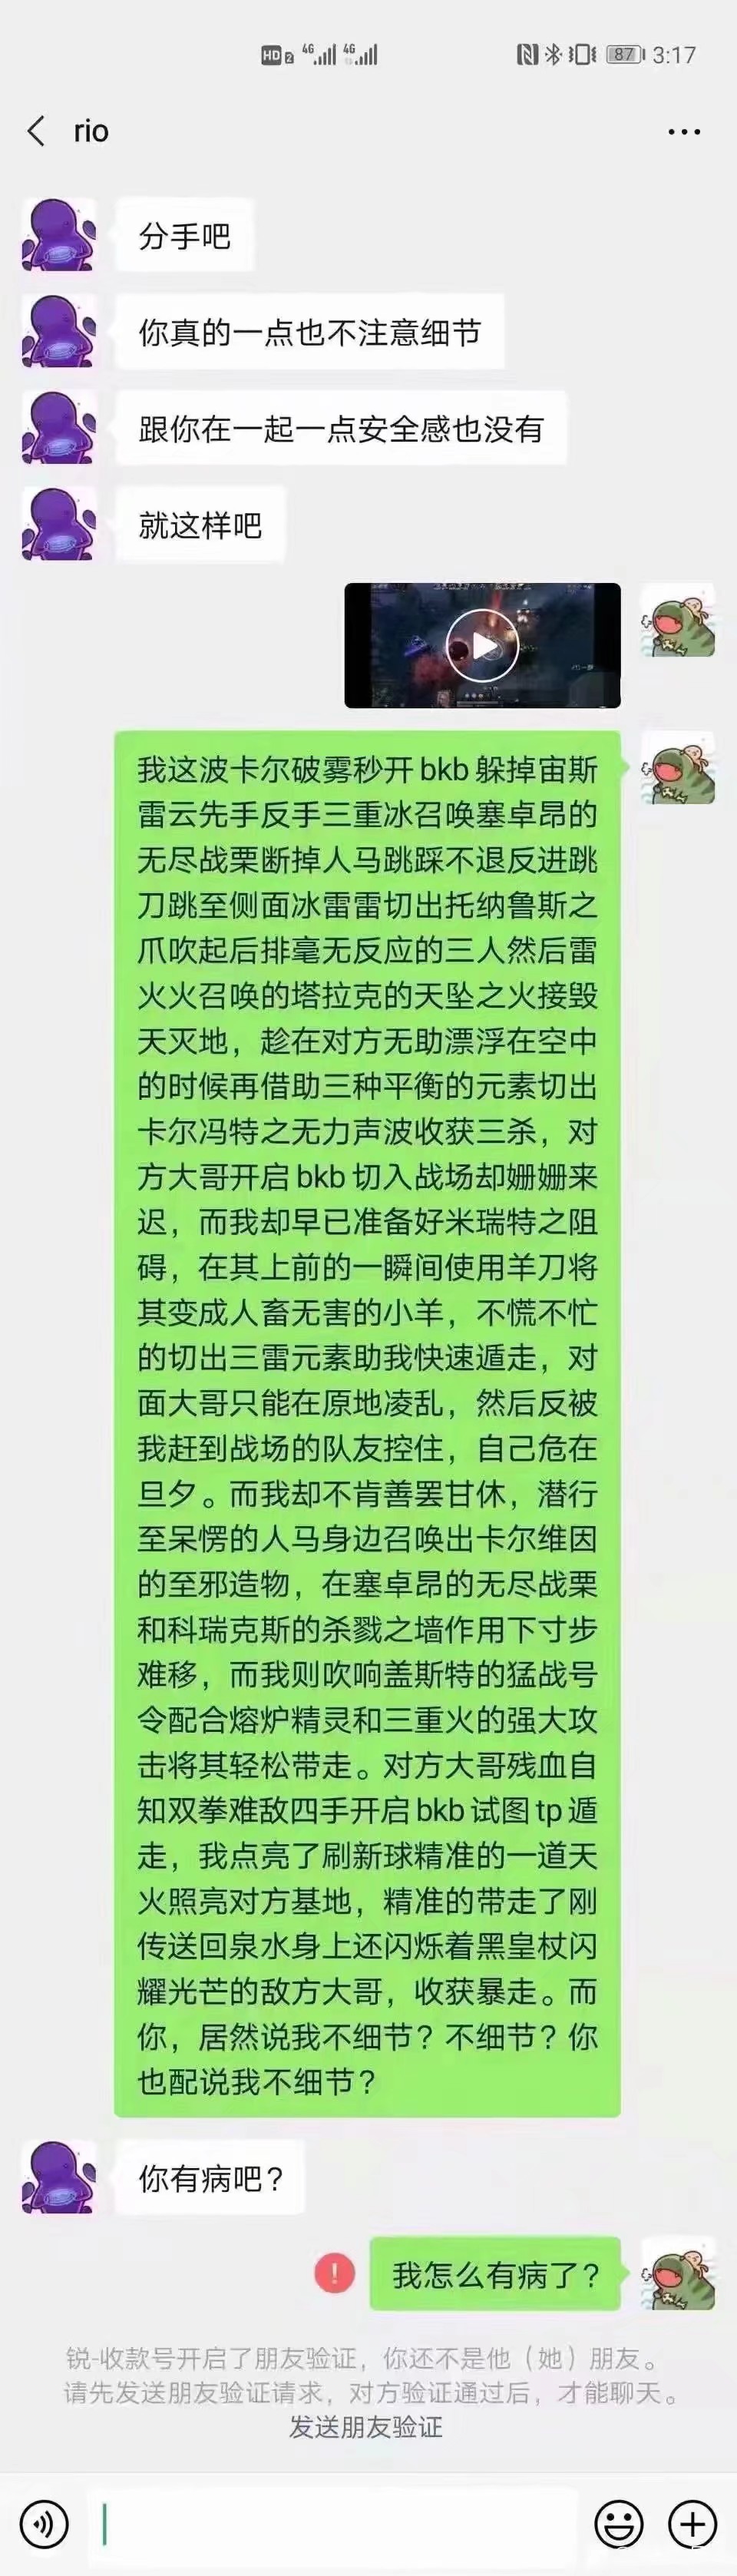 HD 2 4G 4G 87 3:17
rio
分手吧
你真的一点也不注意细节
跟你在一起一点安全感也没有
就这样吧
我这波卡尔破雾秒开bkb躲掉宙斯
雷云先手反手三重冰召唤塞卓昂的
无尽战栗断掉人马跳踩不退反进跳
刀跳至侧面冰雷雷切出托纳鲁斯之
爪吹起后排毫无反应的三人然后雷
火火召唤的塔拉克的天坠之火接毁
天灭地，趁在对方无助漂浮在空中
的时候再借助三种平衡的元素切出
卡尔冯特之无力声波收获三杀，对
方大哥开启bkb切入战场却姗姗来
迟，而我却早已准备好米瑞特之阻
碍，在其上前的一瞬间使用羊刀将
其变成人畜无害的小羊，不慌不忙
的切出三雷元素助我快速遁走，对
面大哥只能在原地凌乱，然后反被
我赶到战场的队友控住，自己危在
旦夕。而我却不肯善罢甘休，潜行
至呆愣的人马身边召唤出卡尔维因
的至邪造物，在塞卓昂的无尽战栗
和科瑞克斯的杀戮之墙作用下寸步
难移，而我则吹响盖斯特的猛战号
令配合熔炉精灵和三重火的强大攻
击将其轻松带走。对方大哥残血自
知双拳难敌四手开启bkb试图tp遁
走，我点亮了刷新球精准的一道天
火照亮对方基地，精准的带走了刚
传送回泉水身上还闪烁着黑皇杖闪
耀光芒的敌方大哥，收获暴走。而
你，居然说我不细节？不细节？你
也配说我不细节？
你有病吧？
我怎么有病了？
锐-收款号开启了朋友验证，你还不是他（她）朋友。
请先发送朋友验证请求，对方验证通过后，才能聊天。
发送朋友验证